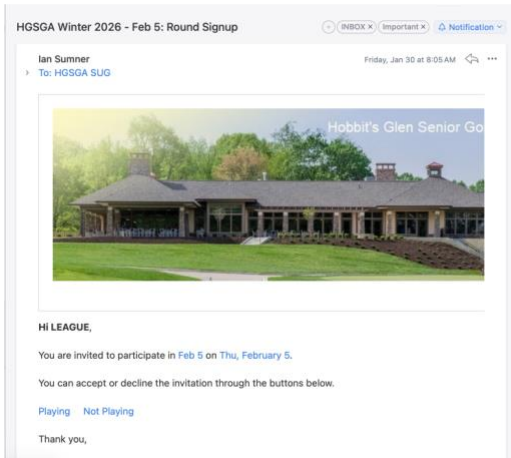 HGSGA Winter 2026 - Feb 5: Round Signup
INBOX × Important × Notification
Ian Sumner
Friday, Jan 30 at 8:05 AM
To: HGSGA SUG
Hobbit's Glen Senior Go
Hi LEAGUE,
You are invited to participate in Feb 5 on Thu, February 5.
You can accept or decline the invitation through the buttons below.
Playing Not Playing
Thank you,